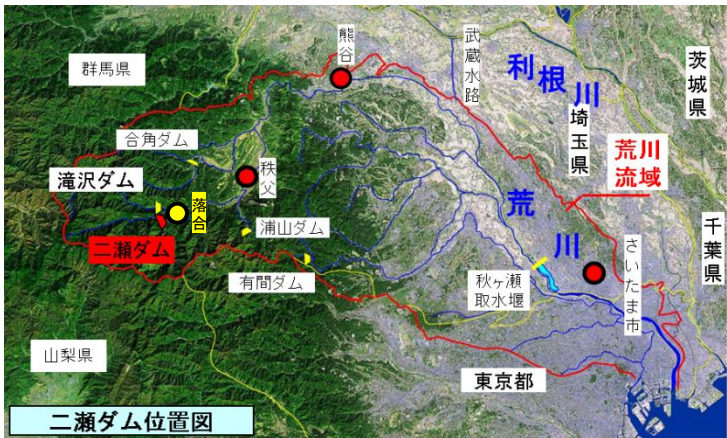 群馬県
熊谷
武蔵水路
利根川
茨城県
埼玉県
合角ダム
滝沢ダム
秩父
荒川
流域
落合
荒川
千葉県
二瀬ダム
浦山ダム
さいたま市
有間ダム
秋ヶ瀬
取水堰
山梨県
東京都
二瀬ダム位置図